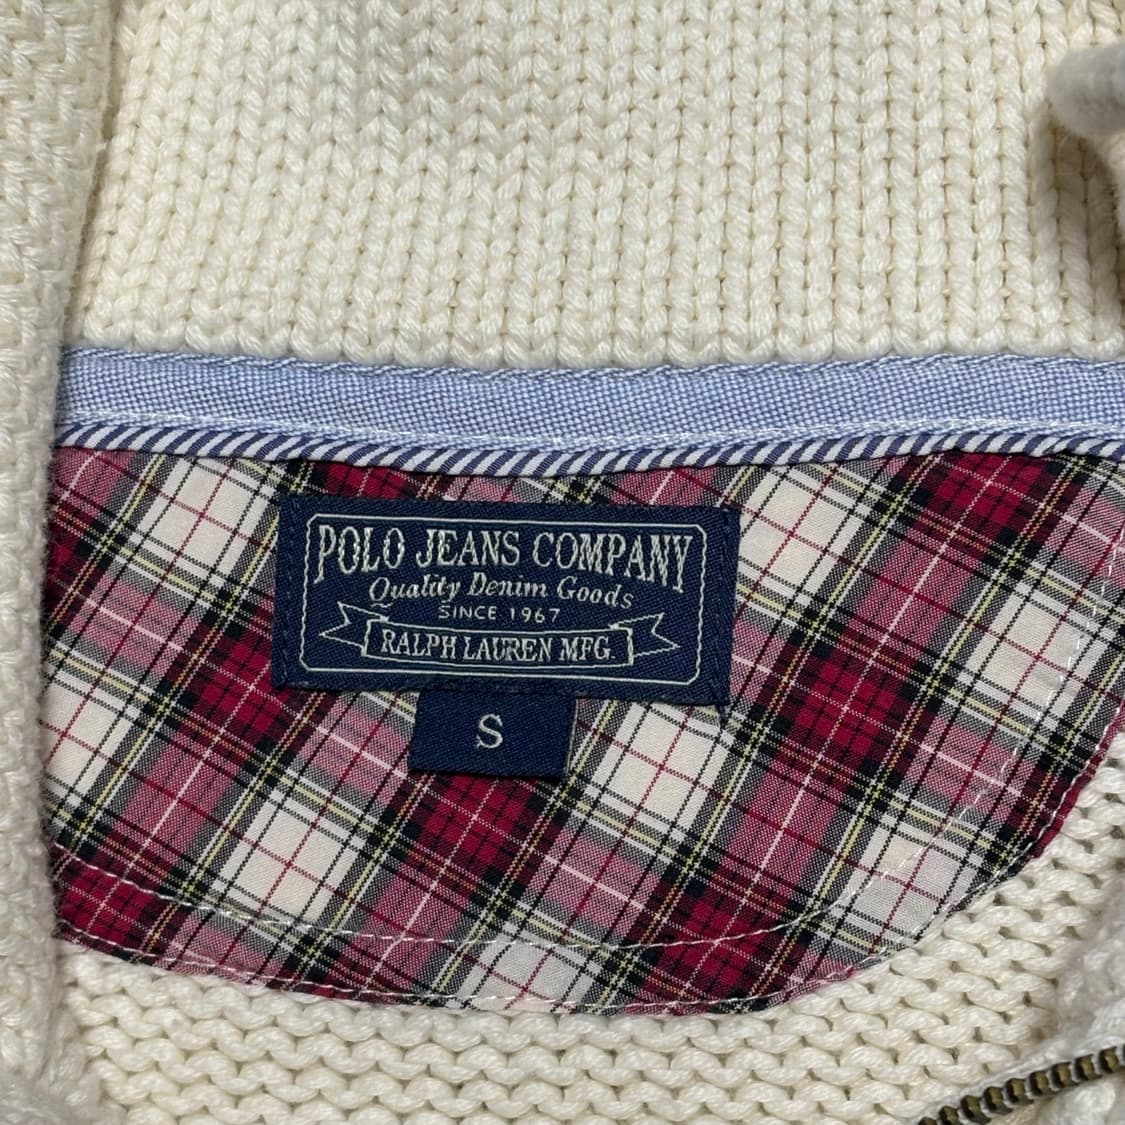 POLO JEANS COMPANY
Quality Denim Goods
SINCE 1967
RALPH LAUREN MFG.
S